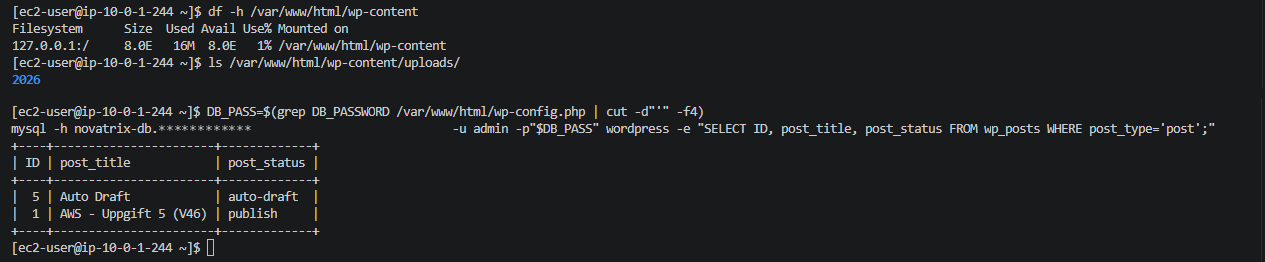 [ec2-user@ip-10-0-1-244 ~]$ df -h /var/www/html/wp-content
Filesystem      Size  Used Avail Use% Mounted on
127.0.0.1:/     8.0E   16M  8.0E   1% /var/www/html/wp-content
[ec2-user@ip-10-0-1-244 ~]$ ls /var/www/html/wp-content/uploads/
2026
[ec2-user@ip-10-0-1-244 ~]$ DB_PASS=$(grep DB_PASSWORD /var/www/html/wp-config.php | cut -d"'" -f4)
mysql -h novatrix-db.************                           -u admin -p"$DB_PASS" wordpress -e "SELECT ID, post_title, post_status FROM wp_posts WHERE post_type='post';"
+----+------------------------+-------------+
| ID | post_title             | post_status |
+----+------------------------+-------------+
|  5 | Auto Draft             | auto-draft  |
|  1 | AWS - Uppgift 5 (V46) | publish     |
+----+------------------------+-------------+
[ec2-user@ip-10-0-1-244 ~]$